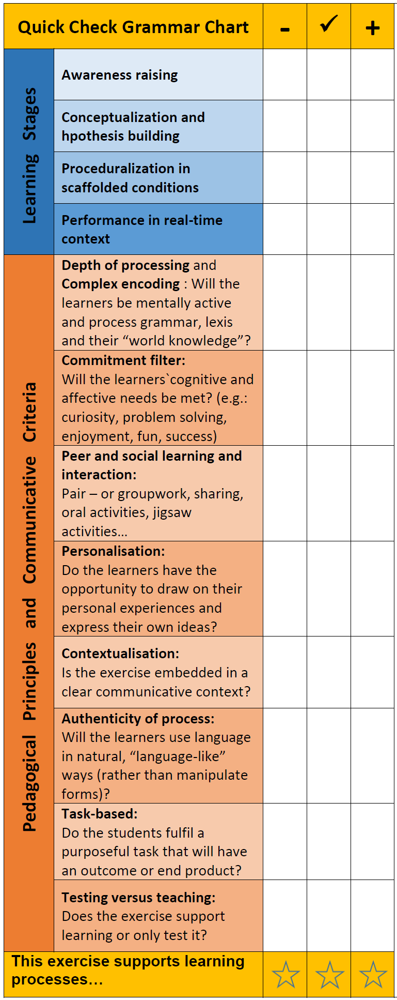 Quick Check Grammar Chart - ✓ +
Learning Stages
Awareness raising
Conceptualization and
hpothesis building
Proceduralization in
scaffolded conditions
Performance in real-time
context
Pedagogical Principles and Communicative Criteria
Depth of processing and
Complex encoding : Will the
learners be mentally active
and process grammar, lexis
and their “world knowledge”?
Commitment filter:
Will the learners`cognitive and
affective needs be met? (e.g.:
curiosity, problem solving,
enjoyment, fun, success)
Peer and social learning and
interaction:
Pair – or groupwork, sharing,
oral activities, jigsaw
activities…
Personalisation:
Do the learners have the
opportunity to draw on their
personal experiences and
express their own ideas?
Contextualisation:
Is the exercise embedded in a
clear communicative context?
Authenticity of process:
Will the learners use language
in natural, “language-like”
ways (rather than manipulate
forms)?
Task-based:
Do the students fulfil a
purposeful task that will have
an outcome or end product?
Testing versus teaching:
Does the exercise support
learning or only test it?
This exercise supports learning
processes…